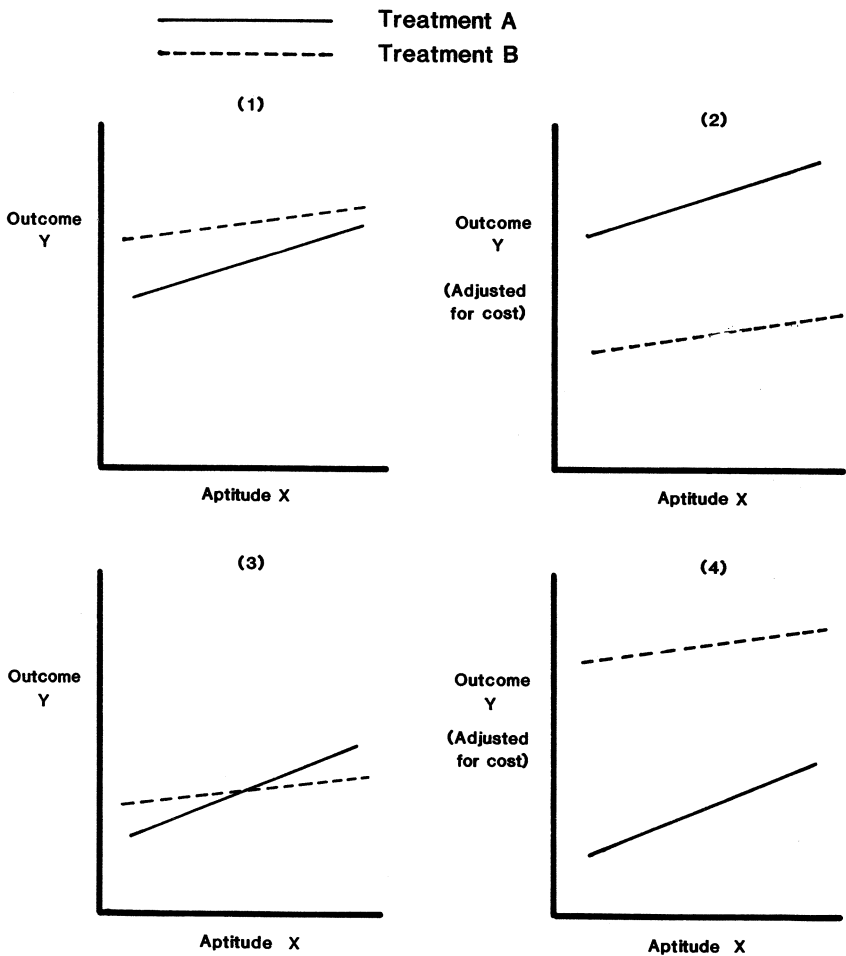 Treatment A
Treatment B
(1)
Outcome
Y
Aptitude X
(2)
Outcome
Y
(Adjusted
for cost)
Aptitude X
(3)
Outcome
Y
Aptitude X
(4)
Outcome
Y
(Adjusted
for cost)
Aptitude X